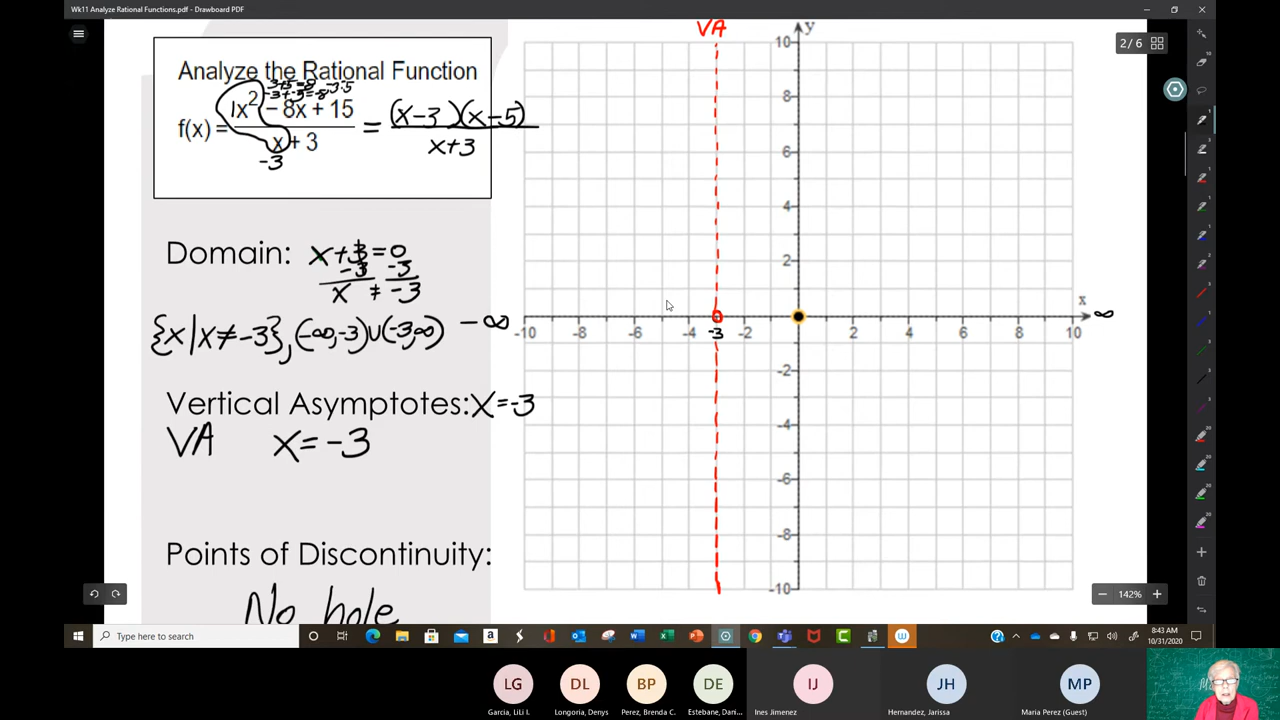 Wk11 Analyze Rational Functions.pdf - Drawboard PDF
2 / 6
Analyze the Rational Function
f(x) = 1x² - 8x + 15 / x + 3 = (x-3)(x-5) / x+3
-3
Domain: x+3=0
-3 -3
x ≠ -3
{x|x≠-3}, (-∞,-3)∪(-3,∞)
Vertical Asymptotes: X=-3
VA X=-3
Points of Discontinuity:
No hole
VA
y
10
8
6
4
2
-∞ -10 -8 -6 -4 -3 -2 2 4 6 8 10 x ∞
-2
-4
-6
-8
-10
142%
Type here to search
8:43 AM
10/31/2020
LG
DL
BP
DE
IJ
JH
MP
Garcia, LiLi I.
Longoria, Denys
Perez, Brenda C.
Estebane, Dani...
Ines Jimenez
Hernandez, Jarissa
Maria Perez (Guest)